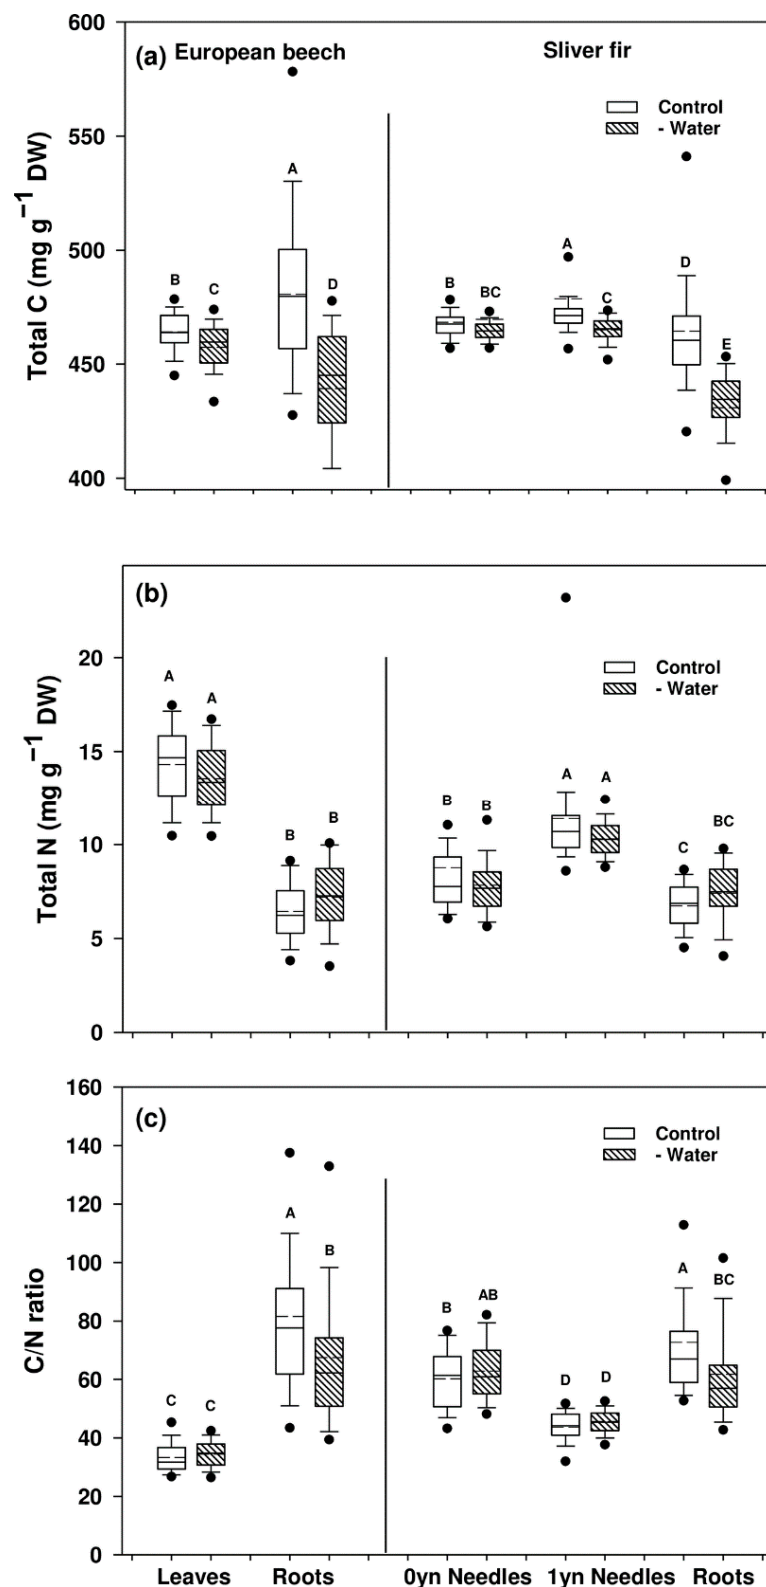 600
(a) European beech Sliver fir
Control
- Water
550
A
500
B C D B BC A C D E
450
400
Total C (mg g⁻¹ DW)
(b)
20
Control
- Water
A A B B B B A A C BC
15
10
5
0
Total N (mg g⁻¹ DW)
160
(c)
Control
- Water
140
120
A B A
100
B AB BC
80
60
C C D D
40
20
0
C/N ratio
Leaves Roots 0yn Needles 1yn Needles Roots